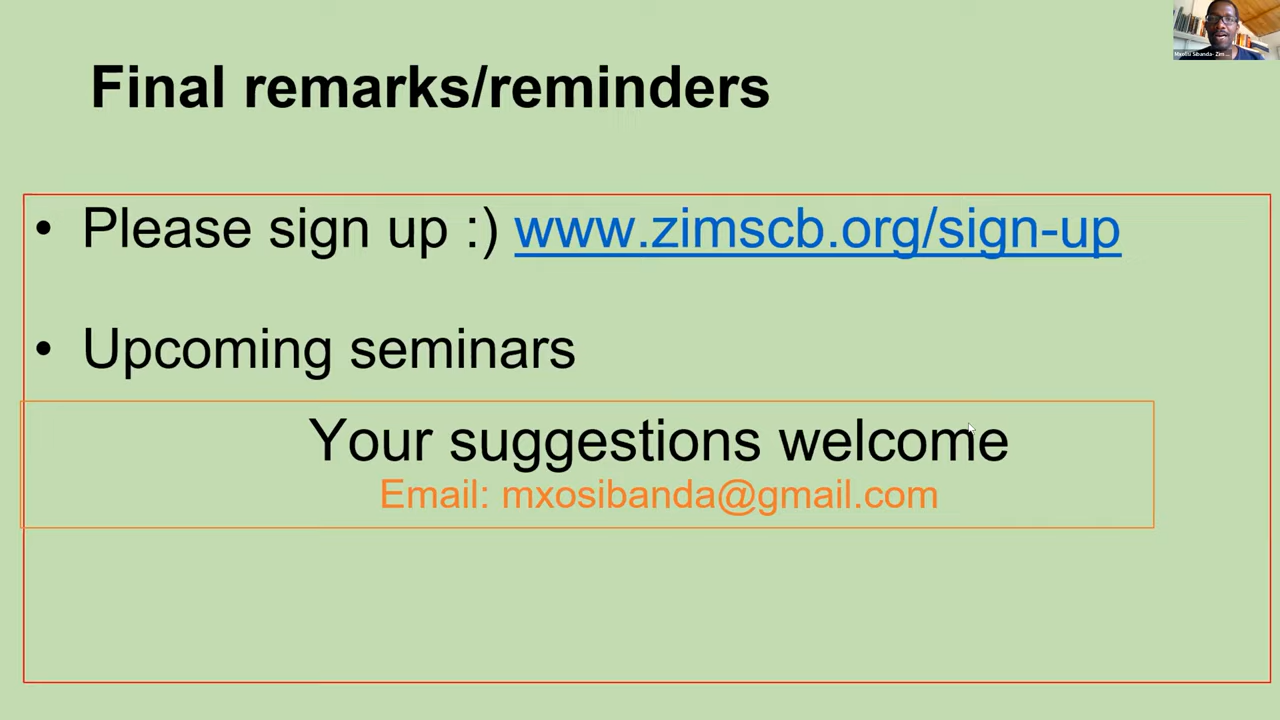 Final remarks/reminders
• Please sign up :) www.zimscb.org/sign-up
• Upcoming seminars
Your suggestions welcome
Email: mxosibanda@gmail.com